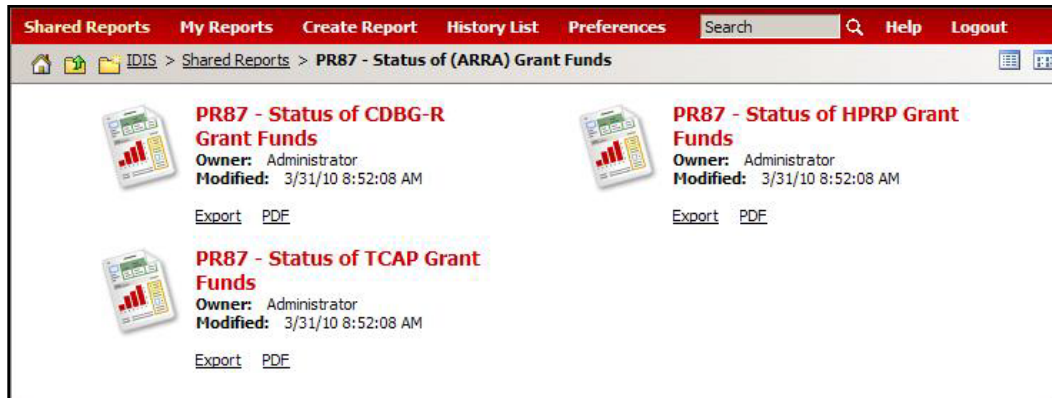 Shared Reports My Reports Create Report History List Preferences Search Help Logout
IDIS > Shared Reports > PR87 - Status of (ARRA) Grant Funds
PR87 - Status of CDBG-R
Grant Funds
Owner: Administrator
Modified: 3/31/10 8:52:08 AM
Export PDF
PR87 - Status of HPRP Grant
Funds
Owner: Administrator
Modified: 3/31/10 8:52:08 AM
Export PDF
PR87 - Status of TCAP Grant
Funds
Owner: Administrator
Modified: 3/31/10 8:52:08 AM
Export PDF